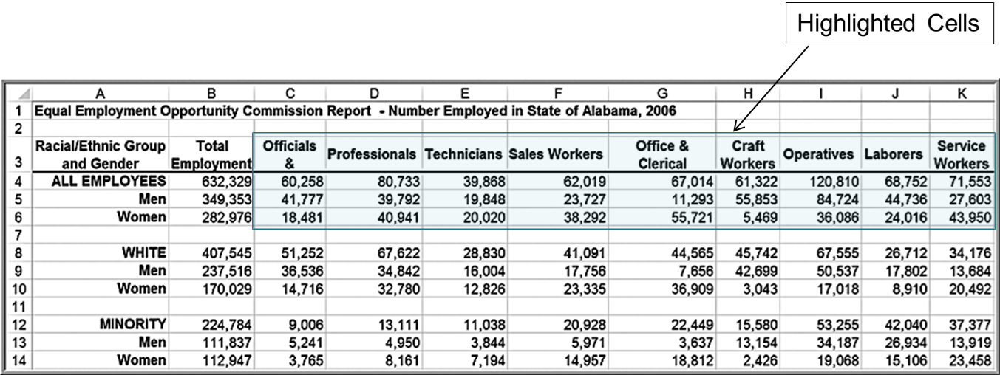 Highlighted Cells
A B C D E F G H I J K
1 Equal Employment Opportunity Commission Report - Number Employed in State of Alabama, 2006
2
3 Racial/Ethnic Group and Gender Total Employment Officials & Professionals Technicians Sales Workers Office & Clerical Craft Workers Operatives Laborers Service Workers
4 ALL EMPLOYEES 632,329 60,258 80,733 39,868 62,019 67,014 61,322 120,810 68,752 71,553
5 Men 349,353 41,777 39,792 19,848 23,727 11,293 55,853 84,724 44,736 27,603
6 Women 282,976 18,481 40,941 20,020 38,292 55,721 5,469 36,086 24,016 43,950
7
8 WHITE 407,545 51,252 67,622 28,830 41,091 44,565 45,742 67,555 26,712 34,176
9 Men 237,516 36,536 34,842 16,004 17,756 7,656 42,699 50,537 17,802 13,684
10 Women 170,029 14,716 32,780 12,826 23,335 36,909 3,043 17,018 8,910 20,492
11
12 MINORITY 224,784 9,006 13,111 11,038 20,928 22,449 15,580 53,255 42,040 37,377
13 Men 111,837 5,241 4,950 3,844 5,971 3,637 13,154 34,187 26,934 13,919
14 Women 112,947 3,765 8,161 7,194 14,957 18,812 2,426 19,068 15,106 23,458